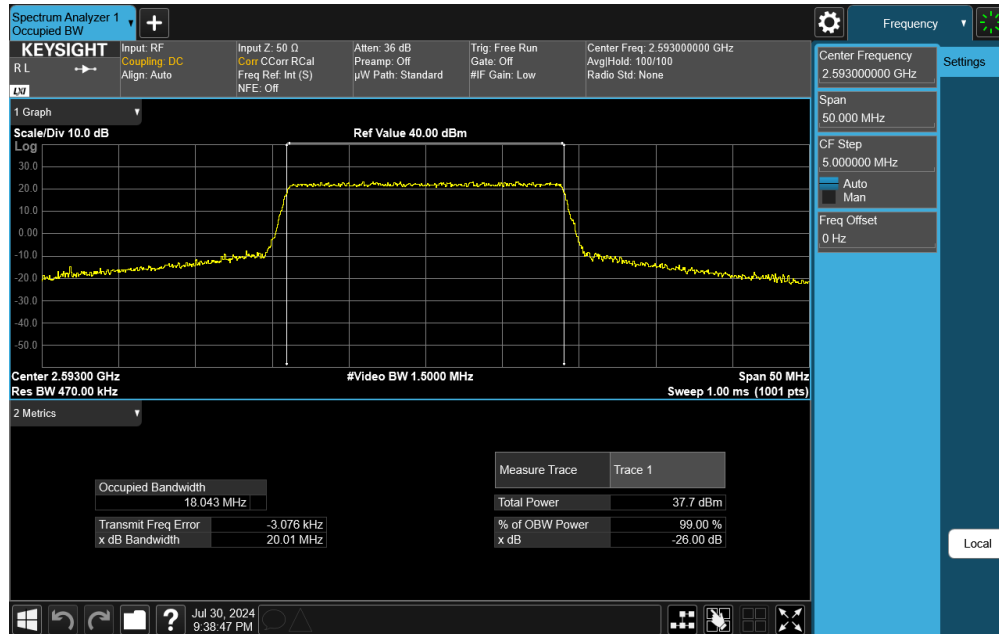 Spectrum Analyzer 1
Occupied BW
KEYSIGHT
RL
LXI
Input: RF
Coupling: DC
Align: Auto
Input Z: 50 Ω
Corr CCorr RCal
Freq Ref: Int (S)
NFE: Off
Atten: 36 dB
Preamp: Off
µW Path: Standard
Trig: Free Run
Gate: Off
#IF Gain: Low
Center Freq: 2.593000000 GHz
Avg|Hold: 100/100
Radio Std: None
1 Graph
Scale/Div 10.0 dB
Ref Value 40.00 dBm
Log
30.0
20.0
10.0
0.00
-10.0
-20.0
-30.0
-40.0
-50.0
Center 2.59300 GHz
#Video BW 1.5000 MHz
Span 50 MHz
Res BW 470.00 kHz
Sweep 1.00 ms (1001 pts)
2 Metrics
Occupied Bandwidth
18.043 MHz
Transmit Freq Error -3.076 kHz
x dB Bandwidth 20.01 MHz
Measure Trace Trace 1
Total Power 37.7 dBm
% of OBW Power 99.00 %
x dB -26.00 dB
Jul 30, 2024
9:38:47 PM
Frequency
Center Frequency
2.593000000 GHz
Settings
Span
50.000 MHz
CF Step
5.000000 MHz
Auto
Man
Freq Offset
0 Hz
Local